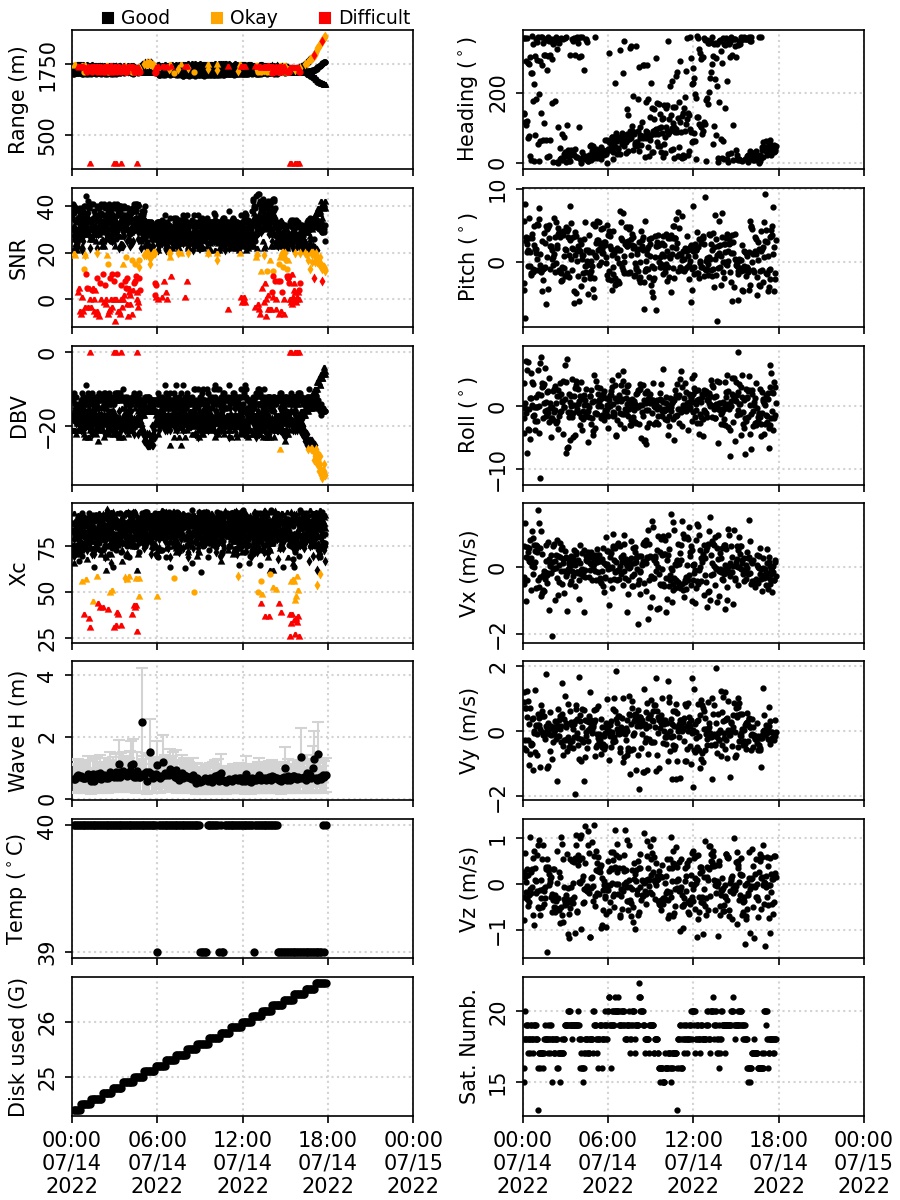 Good Okay Difficult
Range (m)
1750
500
Heading (°)
200
0
SNR
40
20
0
Pitch (°)
10
0
DBV
0
−20
Roll (°)
0
−10
Xc
75
50
25
Vx (m/s)
0
−2
Wave H (m)
4
2
0
Vy (m/s)
2
0
−2
Temp (°C)
40
39
Vz (m/s)
1
0
−1
Disk used (G)
26
25
Sat. Numb.
20
15
00:00 06:00 12:00 18:00 00:00 00:00 06:00 12:00 18:00 00:00
07/14 07/14 07/14 07/14 07/15 07/14 07/14 07/14 07/14 07/15
2022 2022 2022 2022 2022 2022 2022 2022 2022 2022